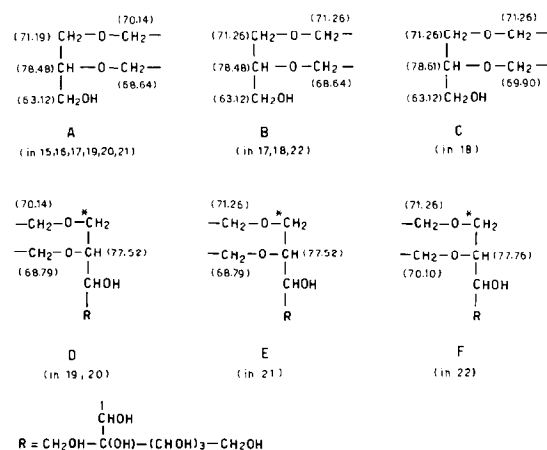 (70.14) (71.26) (71.26)
(71.19) CH₂ — O — CH₂ — (71.26) CH₂ — O — CH₂ — (71.26) CH₂ — O — CH₂ —
(78.48) CH — O — CH₂ — (78.48) CH — O — CH₂ — (78.61) CH — O — CH₂ —
(63.12) CH₂OH (68.64) (63.12) CH₂OH (68.64) (63.12) CH₂OH (69.90)
A B C
(in 15,16,17,19,20,21) (in 17,18,22) (in 18)
(70.14) (71.26) (71.26)
* * *
—CH₂—O—CH₂ —CH₂—O—CH₂ —CH₂—O—CH₂
—CH₂—O—CH (77.52) —CH₂—O—CH (77.52) —CH₂—O—CH (77.76)
(68.79) CHOH (68.79) CHOH (70.10) CHOH
R R R
D E F
(in 19, 20) (in 21) (in 22)
CHOH
R = CH₂OH—C(OH)—(CHOH)₃—CH₂OH